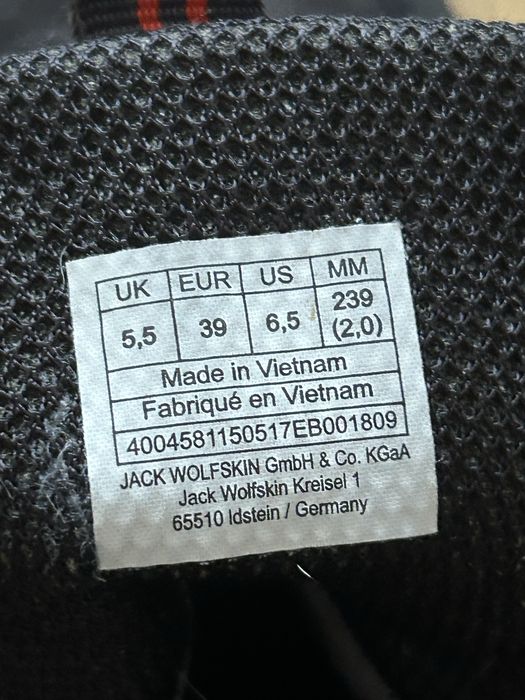 UK EUR US MM
5,5 39 6,5 239 (2,0)
Made in Vietnam
Fabriqué en Vietnam
4004581150517EB001809
JACK WOLFSKIN GmbH & Co. KGaA
Jack Wolfskin Kreisel 1
65510 Idstein / Germany